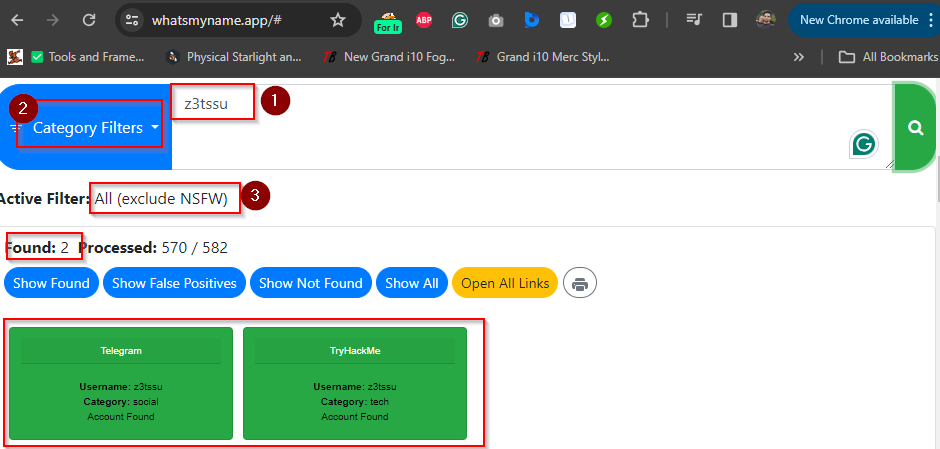 whatsmyname.app/#
For Ir
ABP
New Chrome available
Tools and Frame...
Physical Starlight an...
New Grand i10 Fog...
Grand i10 Merc Styl...
»
All Bookmarks
z3tssu
1
2
Category Filters
Active Filter: All (exclude NSFW)
3
Found: 2 Processed: 570 / 582
Show Found
Show False Positives
Show Not Found
Show All
Open All Links
Telegram
Username: z3tssu
Category: social
Account Found
TryHackMe
Username: z3tssu
Category: tech
Account Found